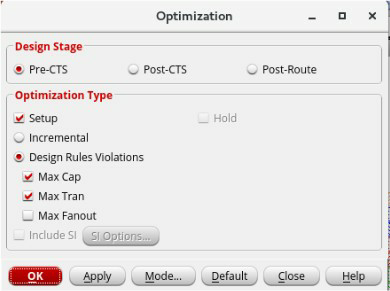 Optimization
Design Stage
Pre-CTS Post-CTS Post-Route
Optimization Type
Setup Hold
Incremental
Design Rules Violations
Max Cap
Max Tran
Max Fanout
Include SI SI Options...
OK Apply Mode... Default Close Help